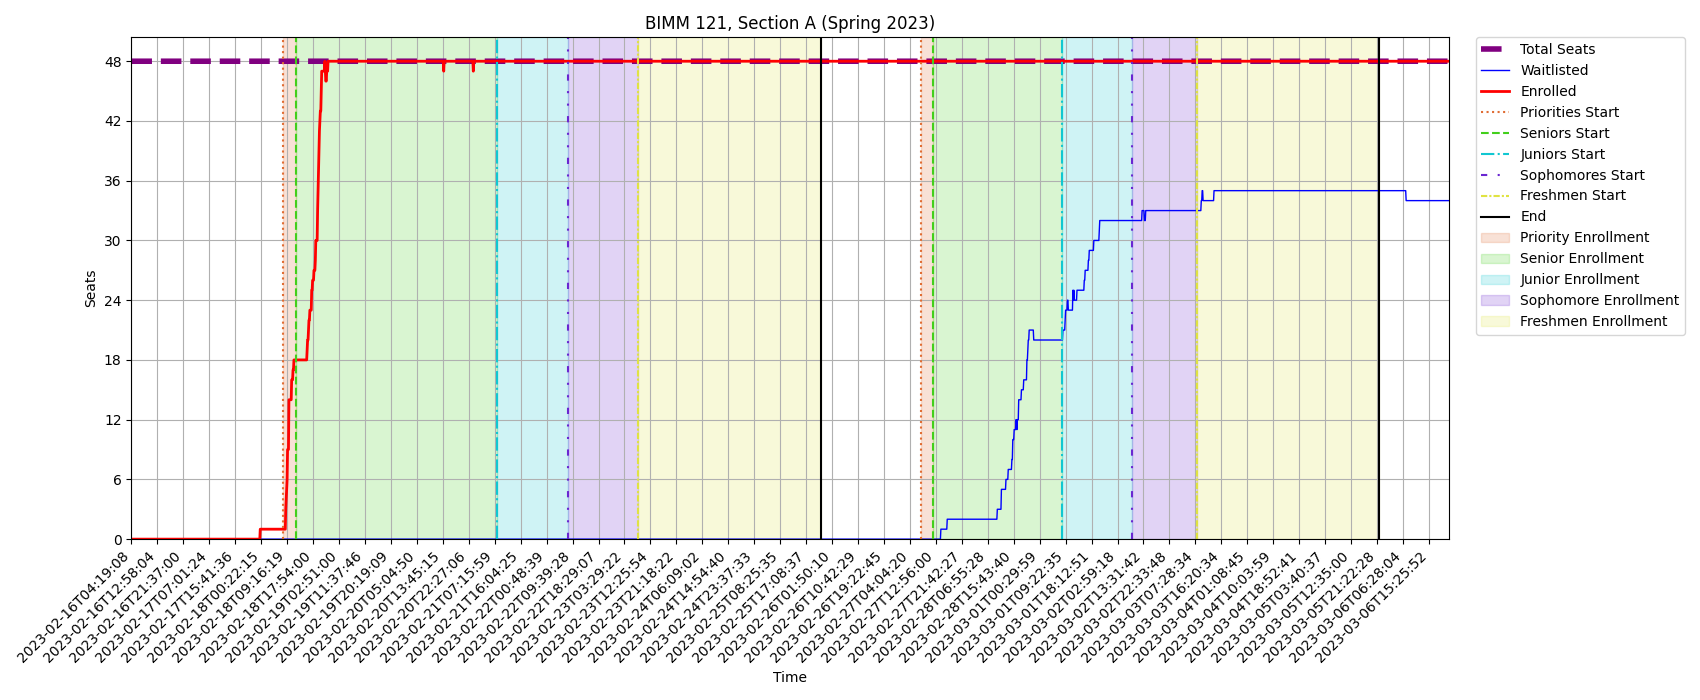 BIMM 121, Section A (Spring 2023)
Seats
48
42
36
30
24
18
12
6
0
2023-02-16T04:19:08
2023-02-16T12:58:04
2023-02-16T21:37:00
2023-02-17T07:01:24
2023-02-17T15:41:36
2023-02-18T00:22:15
2023-02-18T09:16:19
2023-02-18T17:54:00
2023-02-19T02:51:00
2023-02-19T11:37:46
2023-02-19T20:19:09
2023-02-20T05:04:50
2023-02-20T13:45:15
2023-02-20T22:27:06
2023-02-21T07:15:59
2023-02-21T16:04:25
2023-02-22T00:48:39
2023-02-22T09:39:28
2023-02-22T18:29:07
2023-02-23T03:29:22
2023-02-23T12:25:54
2023-02-23T21:18:22
2023-02-24T06:09:02
2023-02-24T14:54:40
2023-02-24T23:37:33
2023-02-25T08:25:35
2023-02-25T17:08:37
2023-02-26T01:50:10
2023-02-26T10:42:29
2023-02-26T19:22:45
2023-02-27T04:04:20
2023-02-27T12:56:00
2023-02-27T21:42:27
2023-02-28T06:55:28
2023-02-28T15:43:40
2023-03-01T00:29:59
2023-03-01T09:22:35
2023-03-01T18:12:51
2023-03-02T02:59:18
2023-03-02T13:31:42
2023-03-02T22:33:48
2023-03-03T07:28:34
2023-03-03T16:20:34
2023-03-04T01:08:45
2023-03-04T10:03:59
2023-03-04T18:52:41
2023-03-05T03:40:37
2023-03-05T12:35:00
2023-03-05T21:22:28
2023-03-06T06:28:04
2023-03-06T15:25:52
Time
Total Seats
Waitlisted
Enrolled
Priorities Start
Seniors Start
Juniors Start
Sophomores Start
Freshmen Start
End
Priority Enrollment
Senior Enrollment
Junior Enrollment
Sophomore Enrollment
Freshmen Enrollment